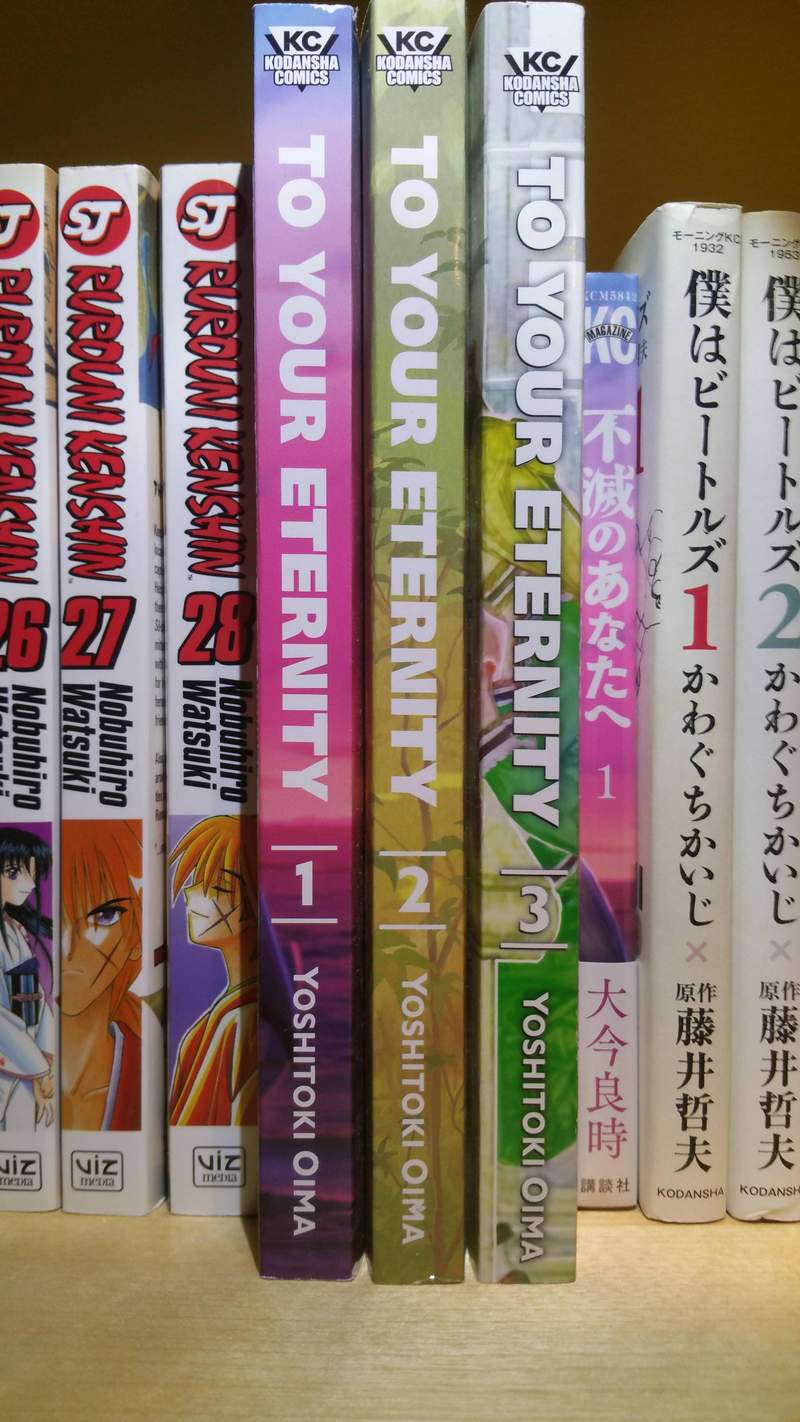 RUROUNI KENSHIN
26
Nobuhiro
SJ
RUROUNI KENSHIN
27
Nobuhiro
Watsuki
VIZ
media
SJ
RUROUNI KENSHIN
28
Nobuhiro
Watsuki
VIZ
media
KC
KODANSHA
COMICS
TO YOUR ETERNITY
1
YOSHITOKI OIMA
KC
KODANSHA
COMICS
TO YOUR ETERNITY
2
YOSHITOKI OIMA
KC
KODANSHA
COMICS
TO YOUR ETERNITY
3
YOSHITOKI OIMA
KC
MAGAZINE
不滅のあなたへ
1
大今良時
講談社
モーニングKC
1932
僕はビートルズ
1
かわぐちかいじ
×
原作
藤井哲夫
KODANSHA
1953
僕はビートルズ
2
かわぐちかいじ
×
原作
藤井哲夫